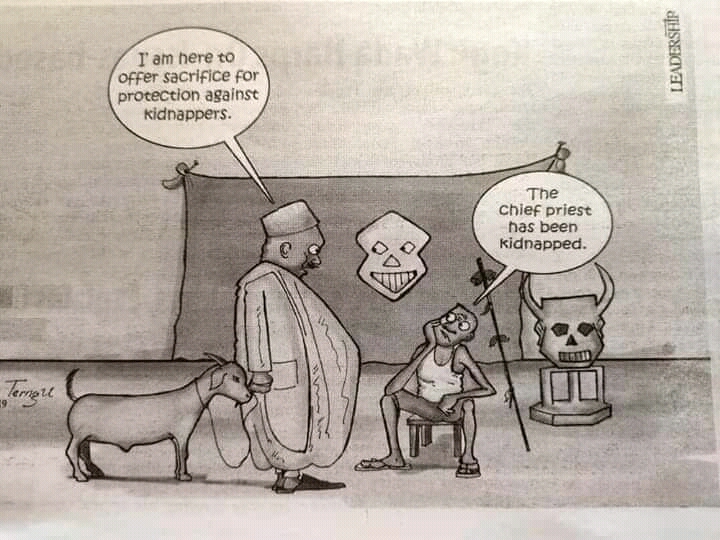 I' am here to
offer sacrifice for
protection against
kidnappers.
The
Chief priest
has been
kidnapped.
LEADERSHIP
Terngu